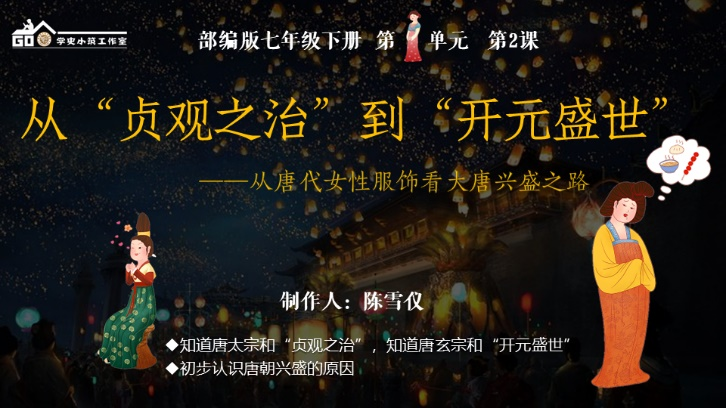 GO 学史小筑工作室
部编版七年级下册 第 单元 第2课
从“贞观之治”到“开元盛世”
——从唐代女性服饰看大唐兴盛之路
制作人：陈雪仪
◆知道唐太宗和“贞观之治”，知道唐玄宗和“开元盛世”
◆初步认识唐朝兴盛的原因